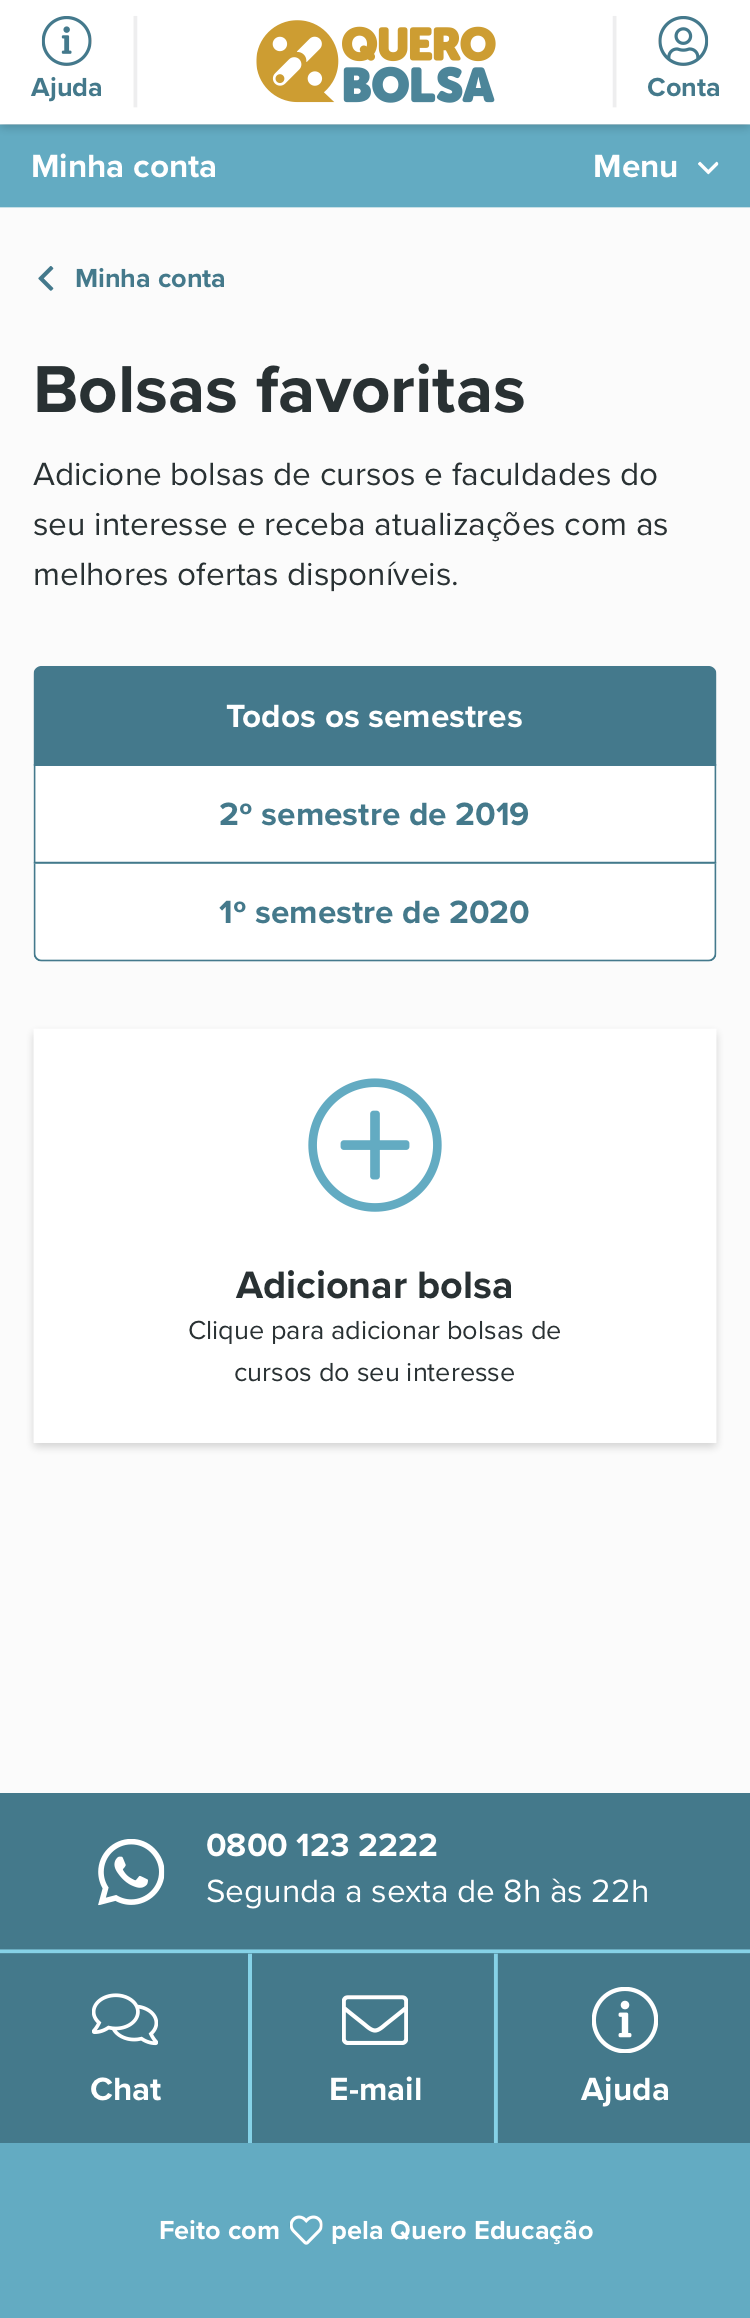 Ajuda
QUERO
BOLSA
Conta
Minha conta
Menu
Minha conta
Bolsas favoritas
Adicione bolsas de cursos e faculdades do
seu interesse e receba atualizações com as
melhores ofertas disponíveis.
Todos os semestres
2º semestre de 2019
1º semestre de 2020
Adicionar bolsa
Clique para adicionar bolsas de
cursos do seu interesse
0800 123 2222
Segunda a sexta de 8h às 22h
Chat
E-mail
Ajuda
Feito com pela Quero Educação